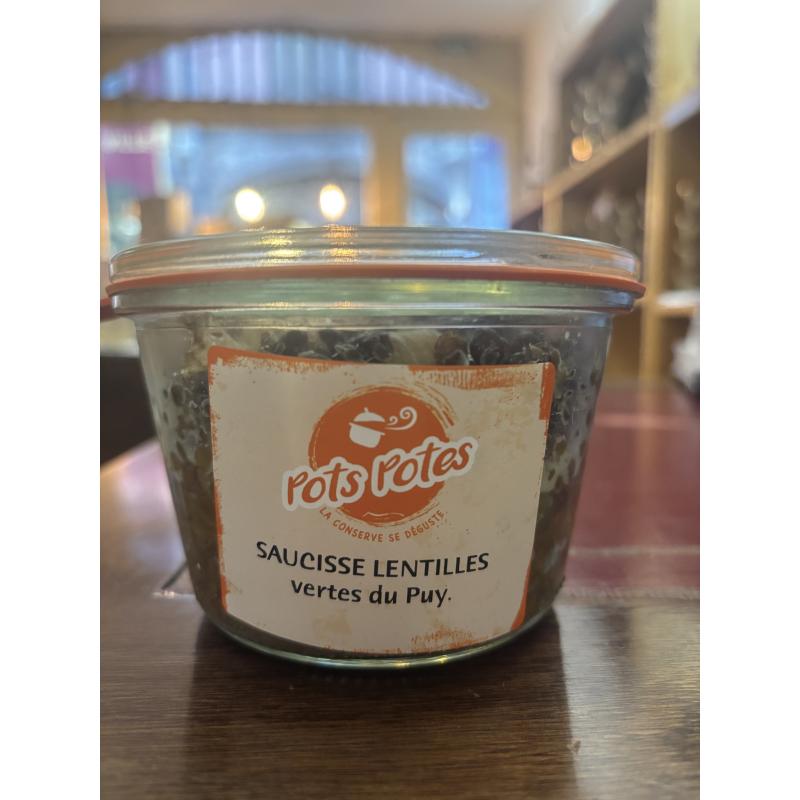 Pots Potes
LA CONSERVE SE DÉGUSTE
SAUCISSE LENTILLES
vertes du Puy.